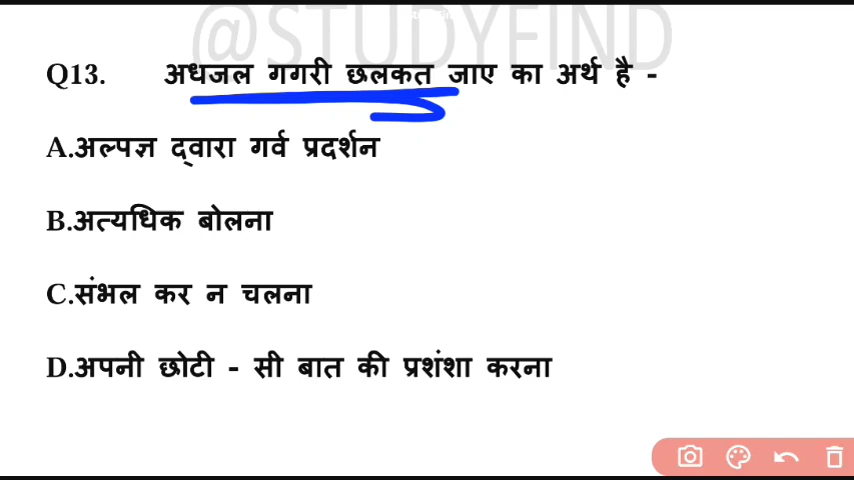 @STUDYFIND
Q13. अधजल गगरी छलकत जाए का अर्थ है -
A.अल्पज्ञ द्वारा गर्व प्रदर्शन
B.अत्यधिक बोलना
C.संभल कर न चलना
D.अपनी छोटी - सी बात की प्रशंशा करना